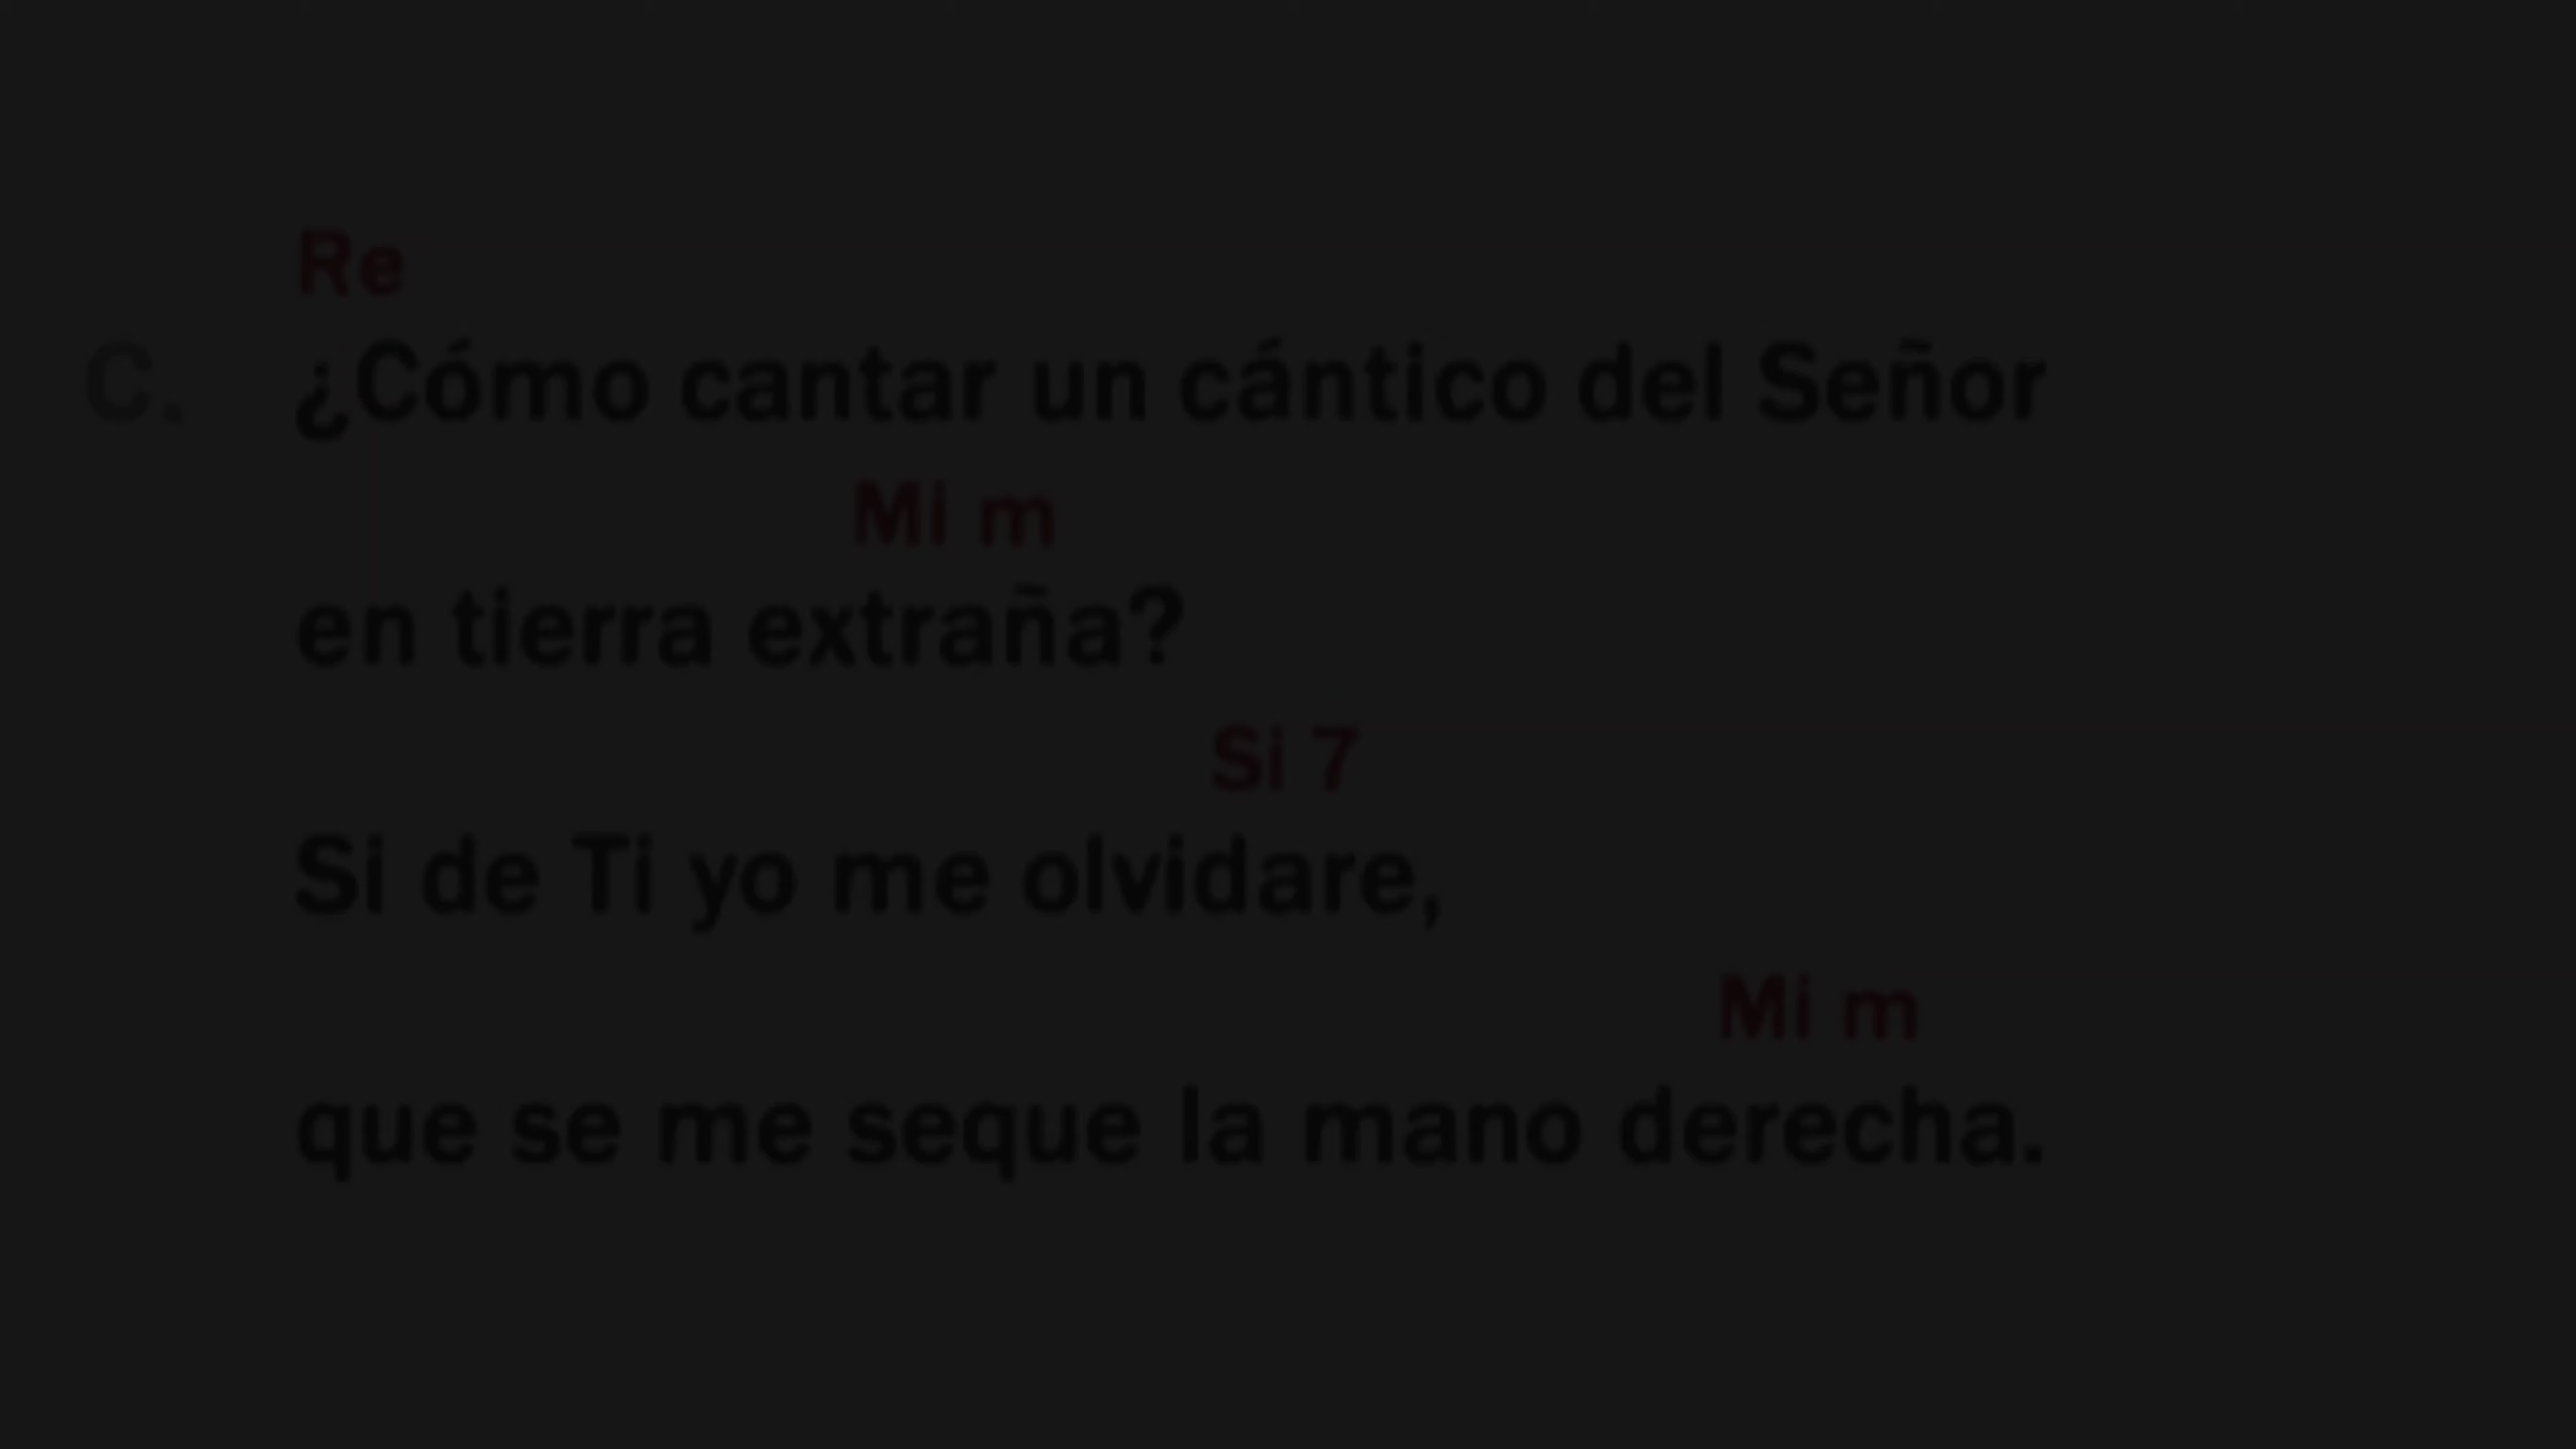 Re
C. ¿Cómo cantar un cántico del Señor
Mi m
en tierra extraña?
Si 7
Si de Ti yo me olvidare,
Mi m
que se me seque la mano derecha.